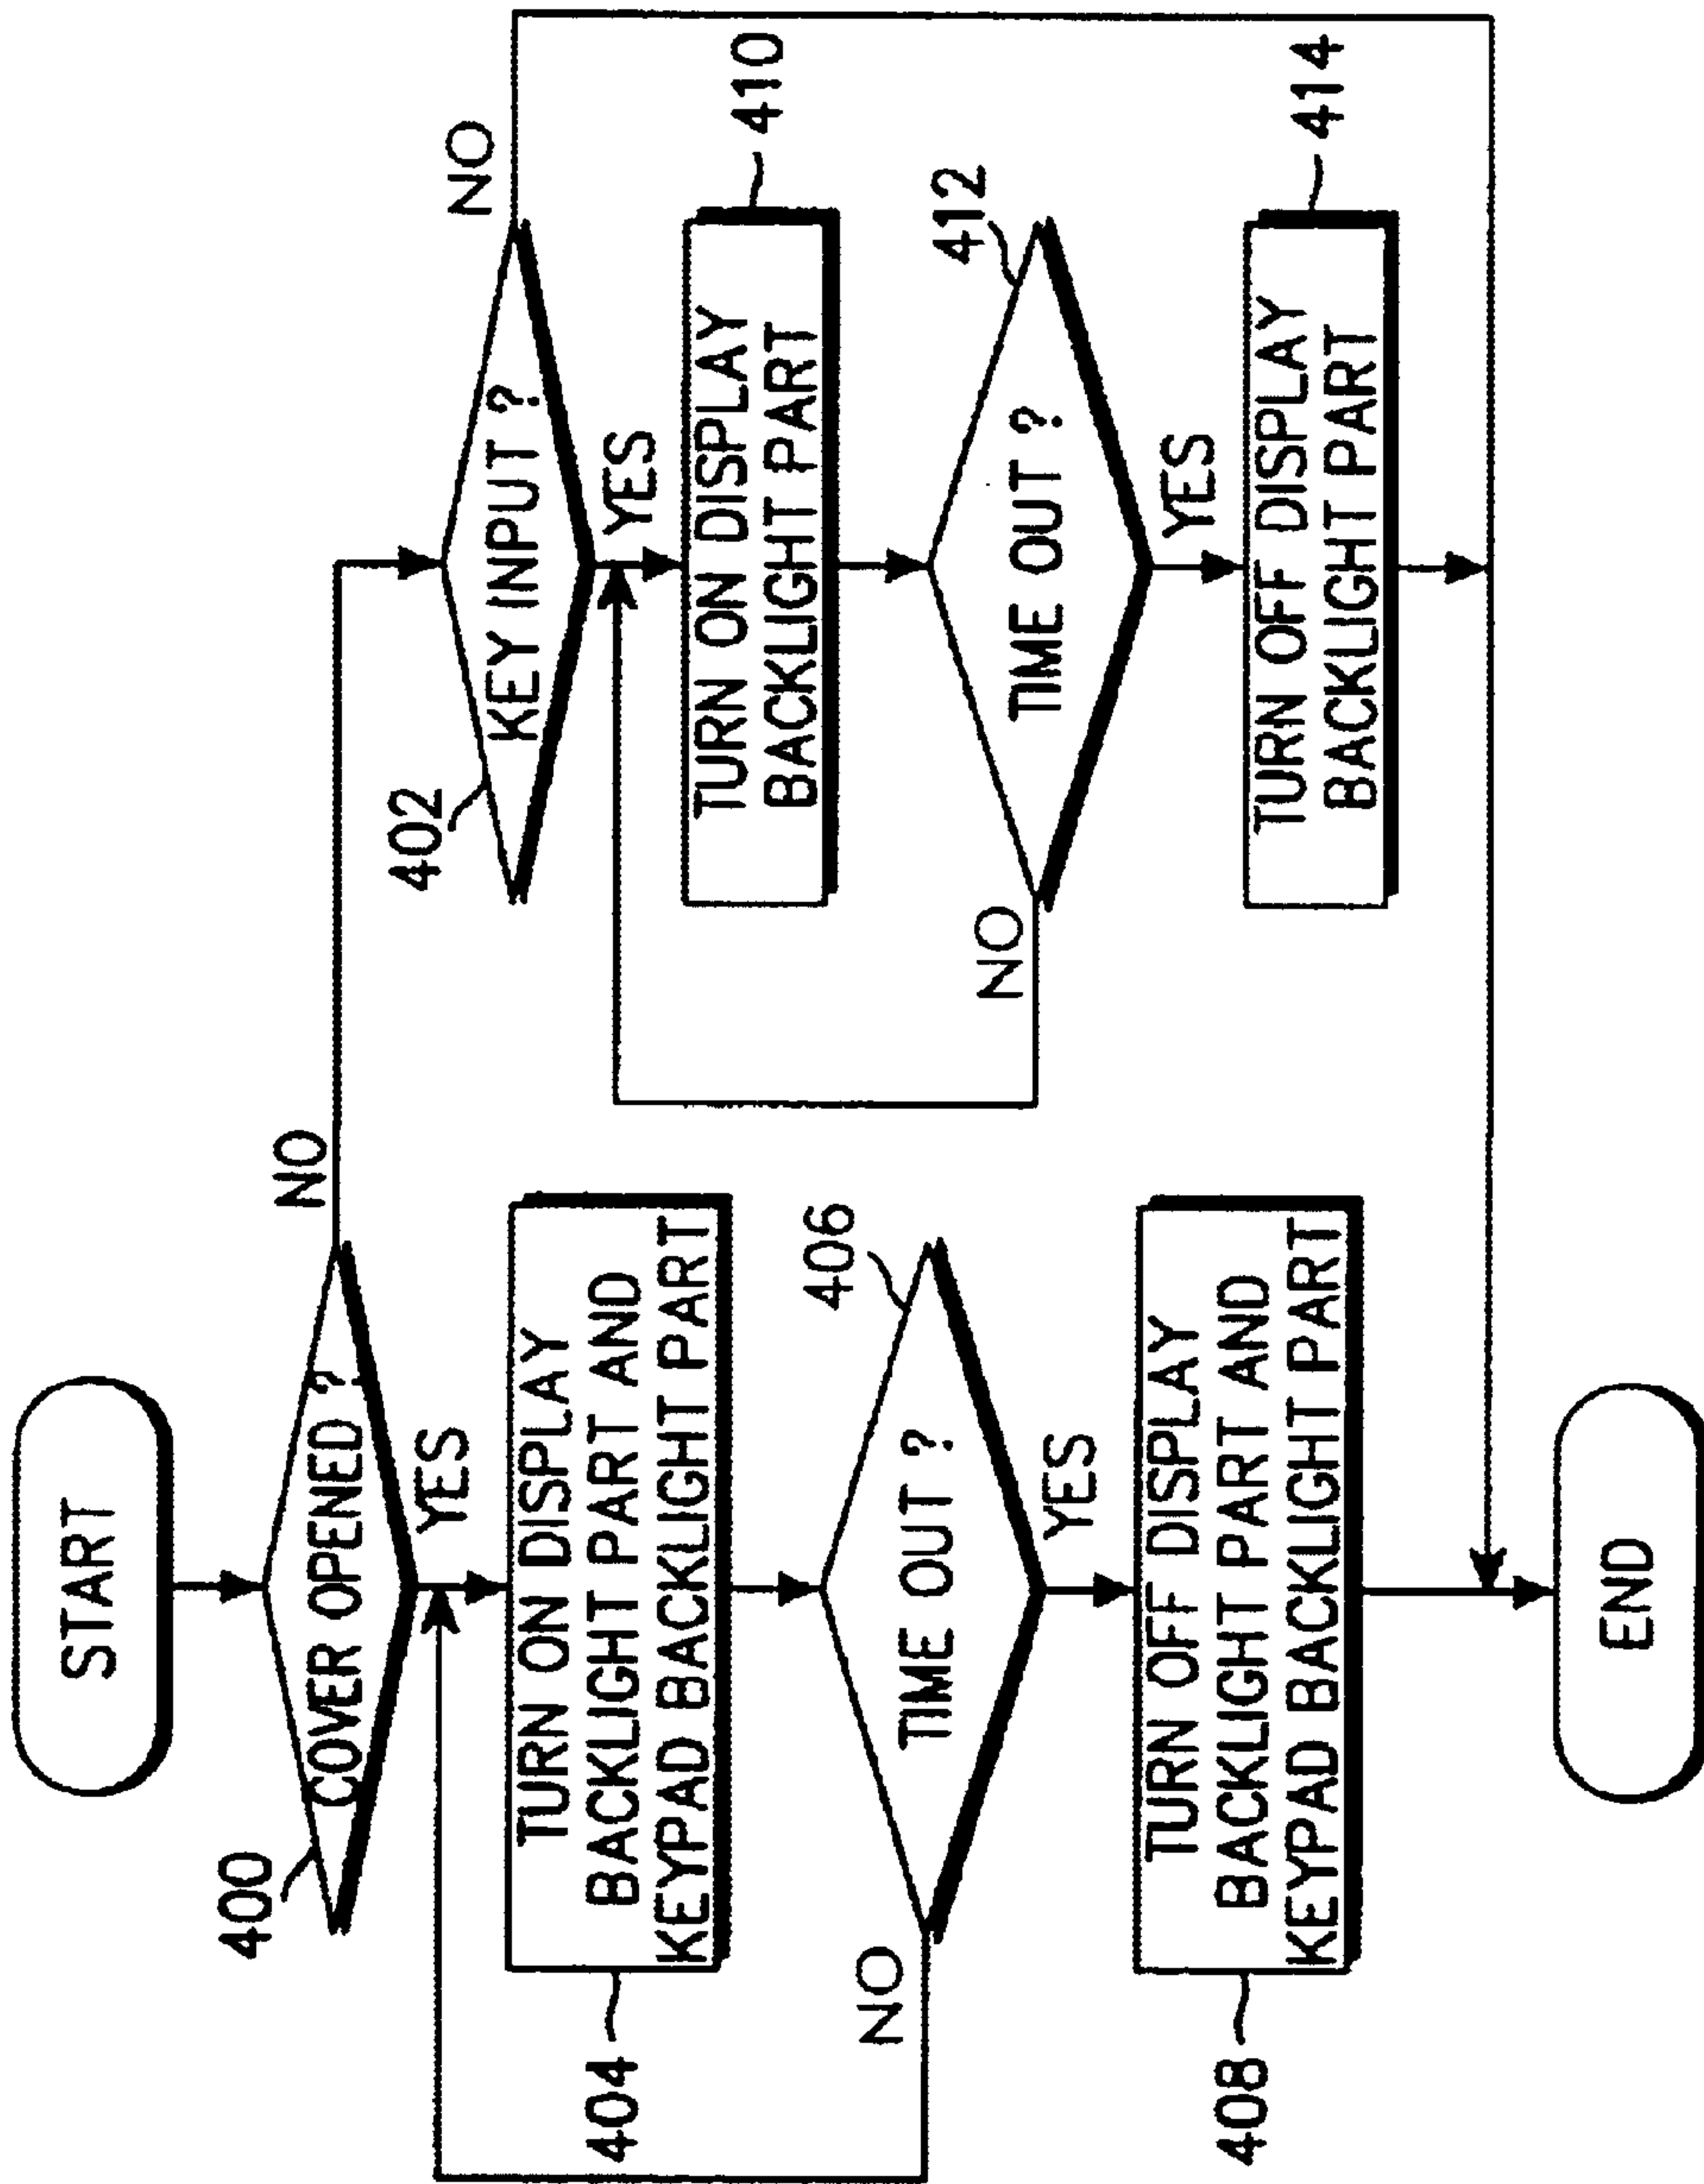 START
400
COVER OPENED ?
NO
YES
404
TURN ON DISPLAY
BACKLIGHT PART AND
KEYPAD BACKLIGHT PART
406
TIME OUT ?
NO
YES
408
TURN OFF DISPLAY
BACKLIGHT PART AND
KEYPAD BACKLIGHT PART
END
402
KEY INPUT ?
NO
YES
TURN ON DISPLAY
BACKLIGHT PART
410
412
TIME OUT ?
NO
YES
TURN OFF DISPLAY
BACKLIGHT PART
414